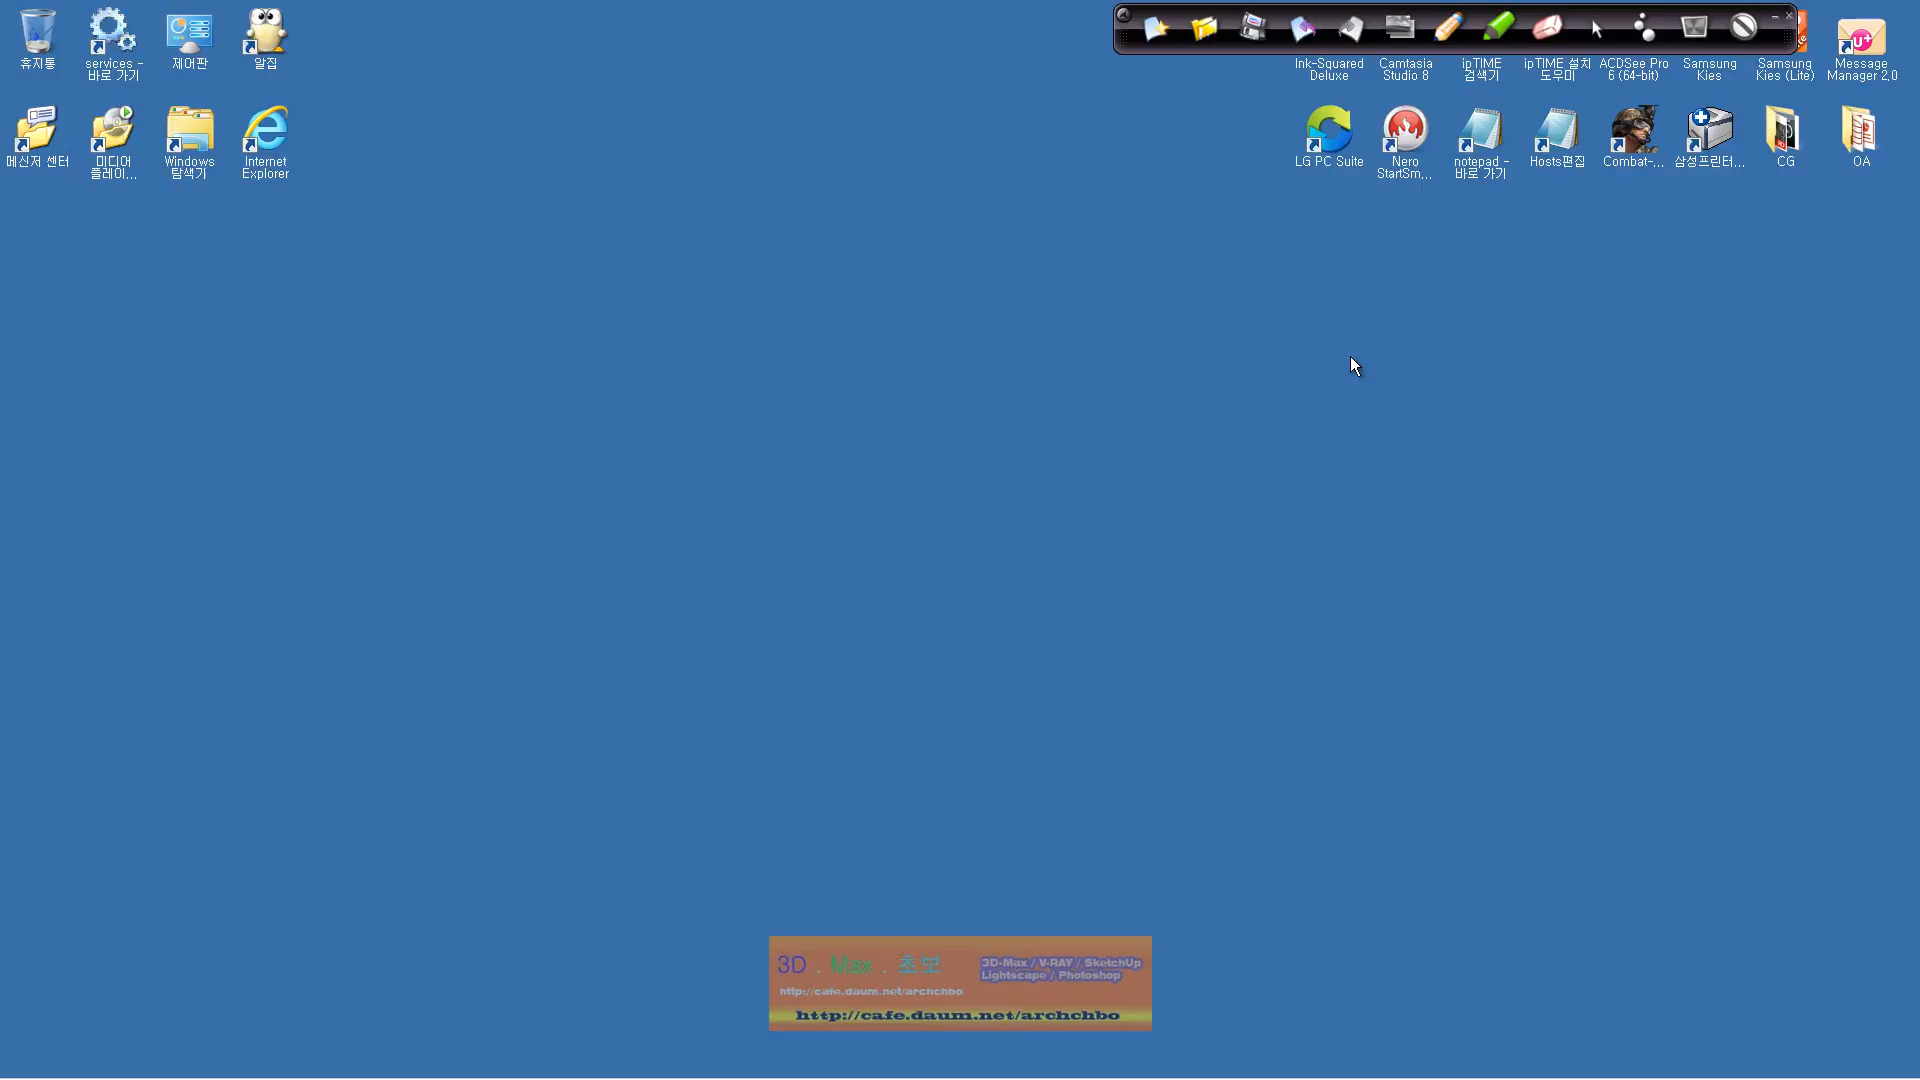 휴지통
services -
바로 가기
제어판
알집
Ink-Squared
Deluxe
Camtasia
Studio 8
ipTIME
검색기
ipTIME 설치
도우미
ACDSee Pro
6 (64-bit)
Samsung
Kies
Samsung
Kies (Lite)
U+
Message
Manager 2,0
메신저 센터
미디어
플레이...
Windows
탐색기
Internet
Explorer
LG PC Suite
Nero
StartSm...
notepad -
바로 가기
Hosts편집
Combat-...
삼성프린터...
CG
OA
3D . Max . 초보
3D-Max / V-RAY / SketchUp
Lightscape / Photoshop
http://cafe.daum.net/archchbo
http://cafe.daum.net/archchbo